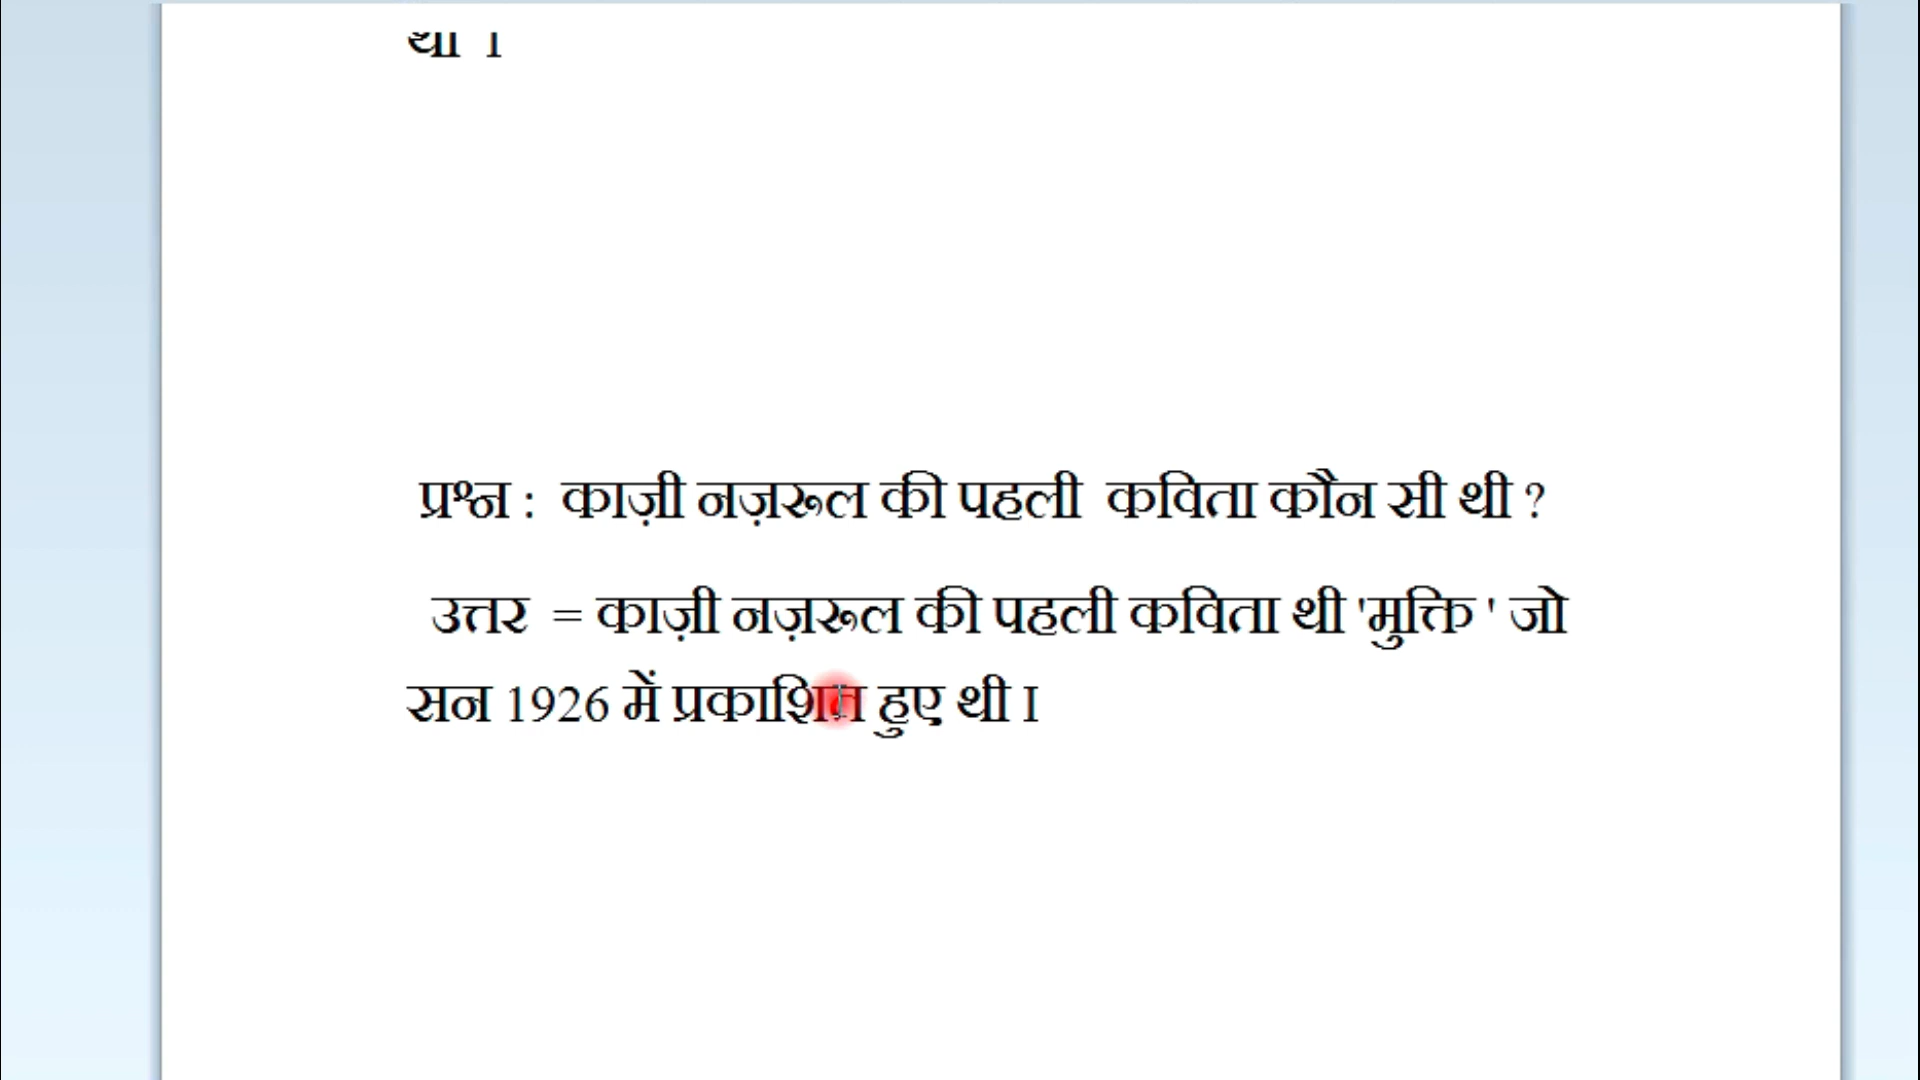 थी I
प्रश्न : काज़ी नज़रूल की पहली कविता कौन सी थी ?
उत्तर = काज़ी नज़रूल की पहली कविता थी 'मुक्ति ' जो
सन 1926 में प्रकाशित हुए थी I